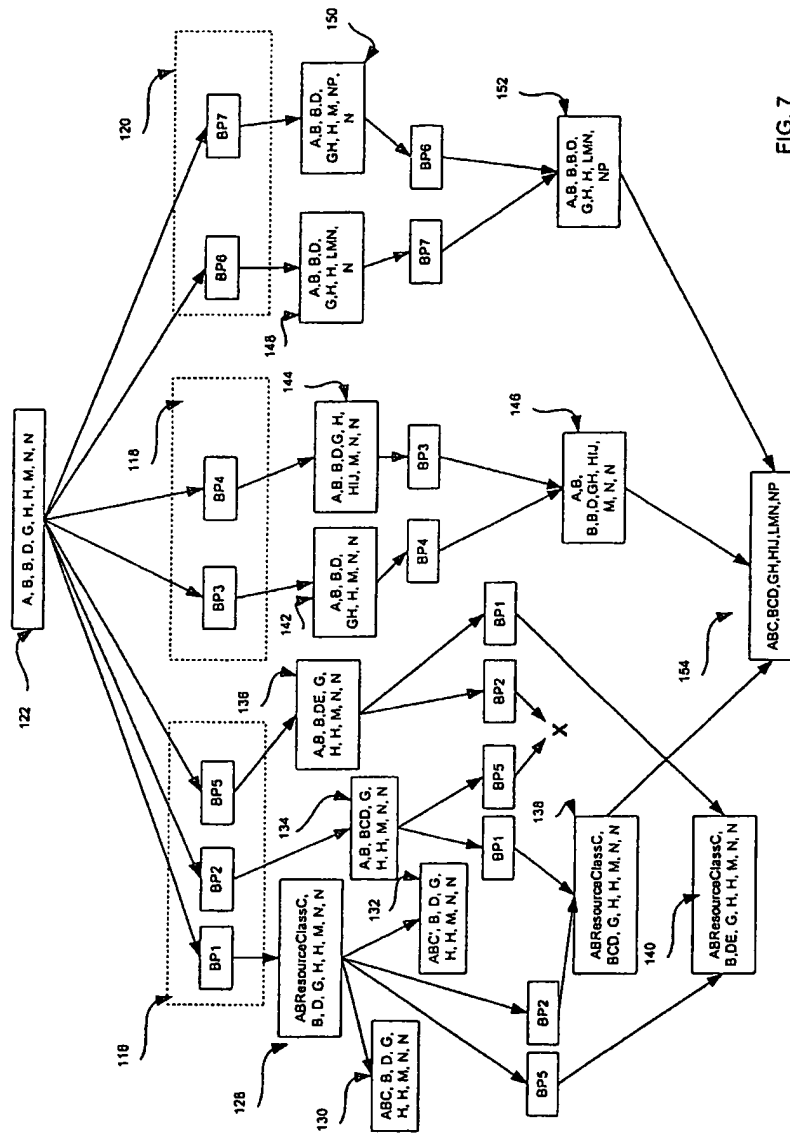 122
A, B, B, D, G, H, H, M, N, N
116
118
120
BP1
BP2
BP5
BP3
BP4
BP6
BP7
128
ABResourceClassC,
B, D, G, H, H, M, N, N
134
A,B, BCD, G,
H, H, M, N, N
136
A,B, B,DE, G,
H, H, M, N, N
142
A,B, B,D,
GH, H, M, N, N
144
A,B, B,D,G, H,
HIJ, M, N, N
148
A,B, B,D,
G,H, H, LMN,
N
150
A,B, B,D,
GH, H, M, NP,
N
130
ABC, B, D, G,
H, H, M, N, N
132
ABC', B, D, G,
H, H, M, N, N
BP5
BP2
BP1
BP5
BP2
BP1
X
BP4
BP3
BP7
BP6
138
ABResourceClassC,
BCD, G, H, H, M, N, N
140
ABResourceClassC,
B,DE, G, H, H, M, N, N
146
A,B,
B,B,D,GH, HIJ,
M, N, N
152
A,B, B,B,D,
G,H, H, LMN,
NP
154
ABC,BCD,GH,HIJ,LMN,NP
FIG. 7